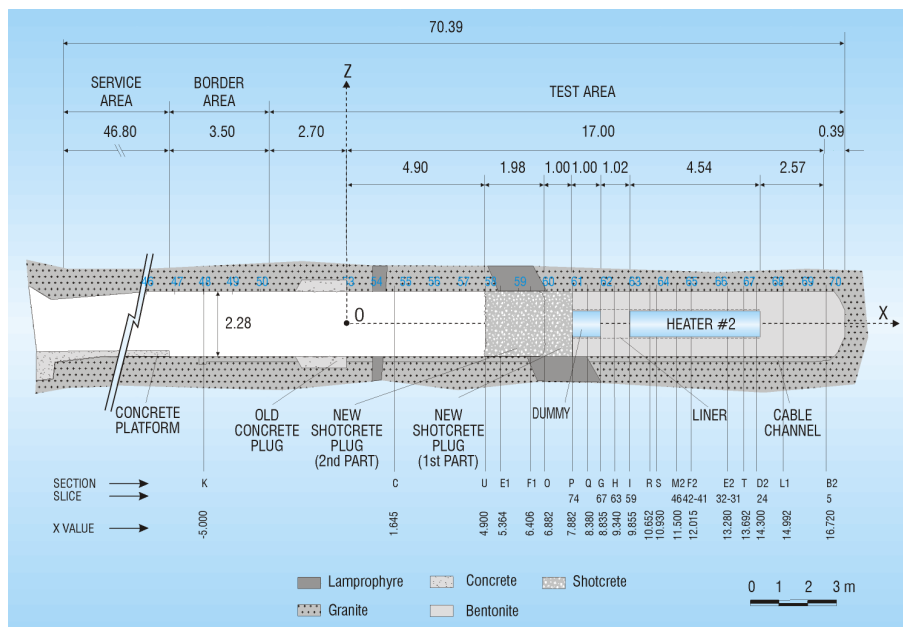 70.39
SERVICE
AREA
BORDER
AREA
Z
TEST AREA
46.80
3.50
2.70
17.00
0.39
4.90
1.98
1.00
1.00
1.02
4.54
2.57
46 47 48 49 50 53 54 55 56 57 58 59 60 61 62 63 64 65 66 67 68 69 70
2.28
O
HEATER #2
X
CONCRETE
PLATFORM
OLD
CONCRETE
PLUG
NEW
SHOTCRETE
PLUG
(2nd PART)
NEW
SHOTCRETE
PLUG
(1st PART)
DUMMY
LINER
CABLE
CHANNEL
SECTION K C U E1 F1 O P Q G H I R S M2 F2 E2 T D2 L1 B2
SLICE 74 67 63 59 46 42-41 32-31 24 5
X VALUE -5.000 1.645 4.900 5.364 6.406 6.882 7.882 8.380 8.835 9.340 9.855 10.652 10.930 11.500 12.015 13.280 13.692 14.300 14.992 16.720
Lamprophyre Concrete Shotcrete
Granite Bentonite
0 1 2 3 m